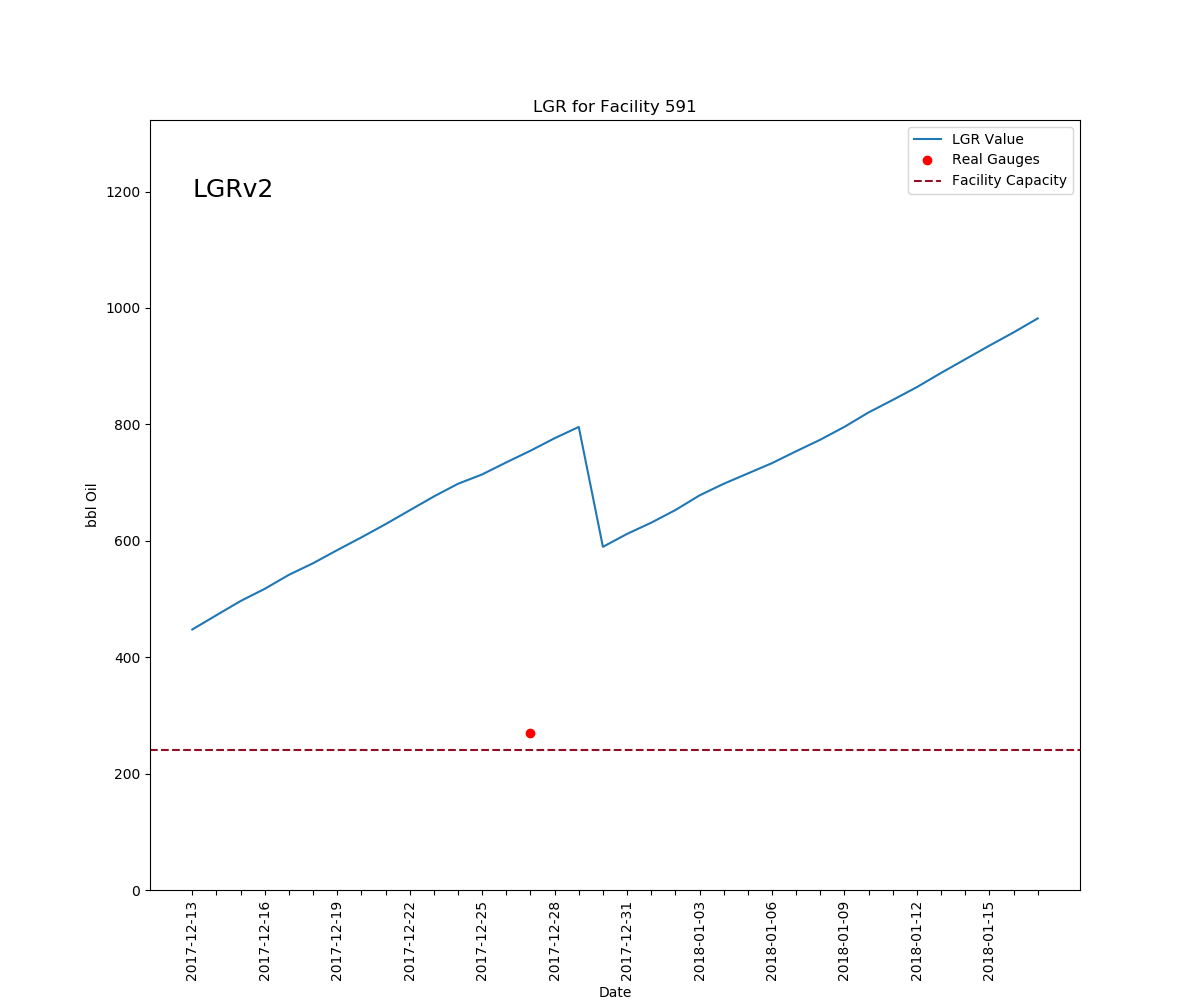 LGR for Facility 591
LGRv2
LGR Value
Real Gauges
Facility Capacity
bbl Oil
1200
1000
800
600
400
200
0
2017-12-13
2017-12-16
2017-12-19
2017-12-22
2017-12-25
2017-12-28
2017-12-31
2018-01-03
2018-01-06
2018-01-09
2018-01-12
2018-01-15
Date